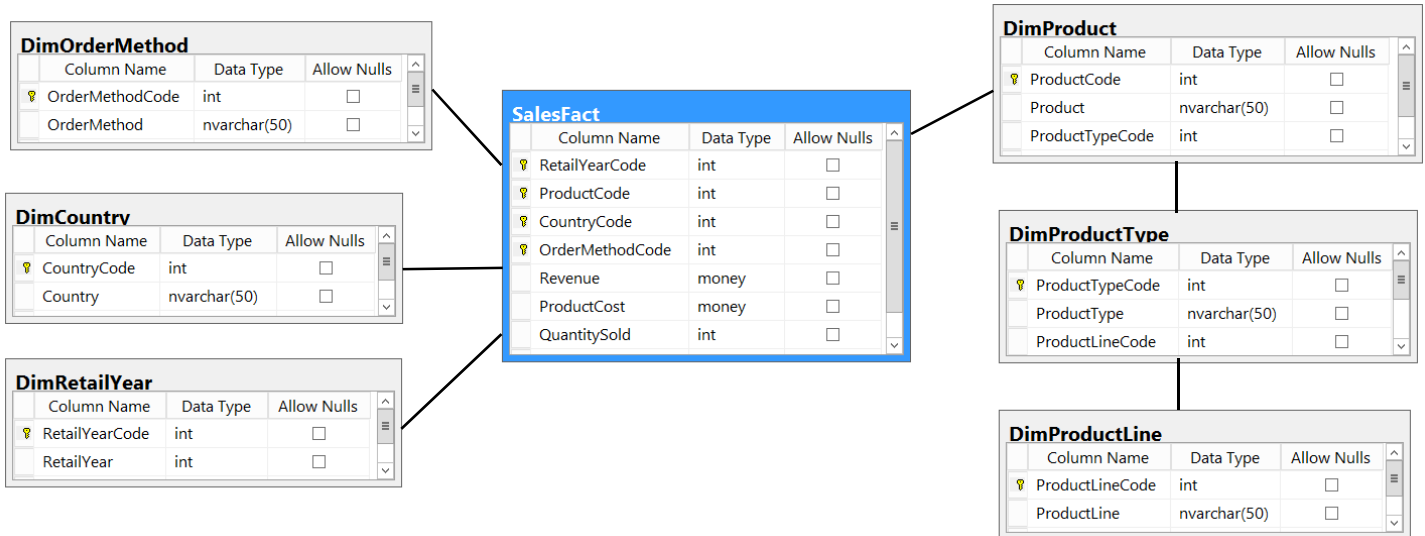 DimOrderMethod
Column Name Data Type Allow Nulls
OrderMethodCode int
OrderMethod nvarchar(50)
DimCountry
Column Name Data Type Allow Nulls
CountryCode int
Country nvarchar(50)
DimRetailYear
Column Name Data Type Allow Nulls
RetailYearCode int
RetailYear int
SalesFact
Column Name Data Type Allow Nulls
RetailYearCode int
ProductCode int
CountryCode int
OrderMethodCode int
Revenue money
ProductCost money
QuantitySold int
DimProduct
Column Name Data Type Allow Nulls
ProductCode int
Product nvarchar(50)
ProductTypeCode int
DimProductType
Column Name Data Type Allow Nulls
ProductTypeCode int
ProductType nvarchar(50)
ProductLineCode int
DimProductLine
Column Name Data Type Allow Nulls
ProductLineCode int
ProductLine nvarchar(50)